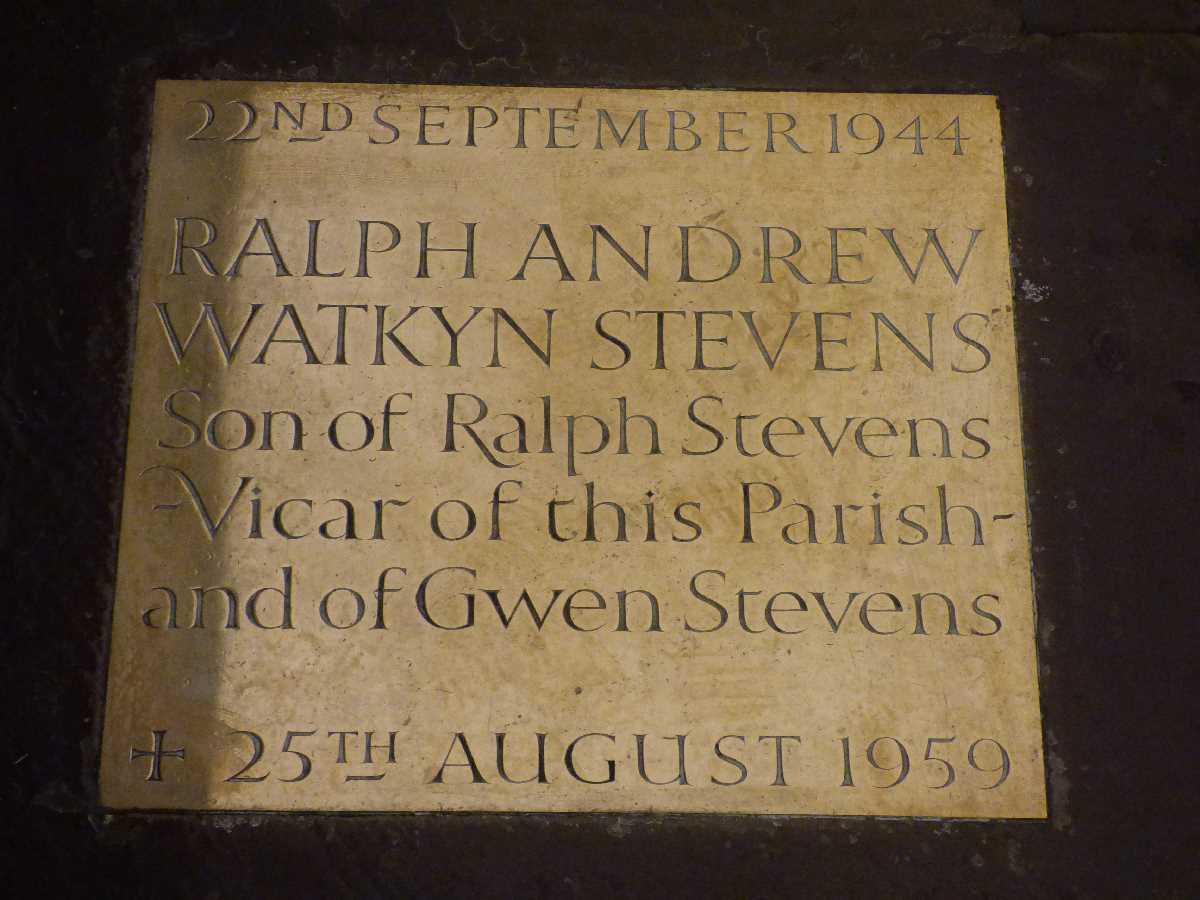 22ND SEPTEMBER 1944
RALPH ANDREW
WATKYN STEVENS
Son of Ralph Stevens
-Vicar of this Parish-
and of Gwen Stevens
+ 25TH AUGUST 1959